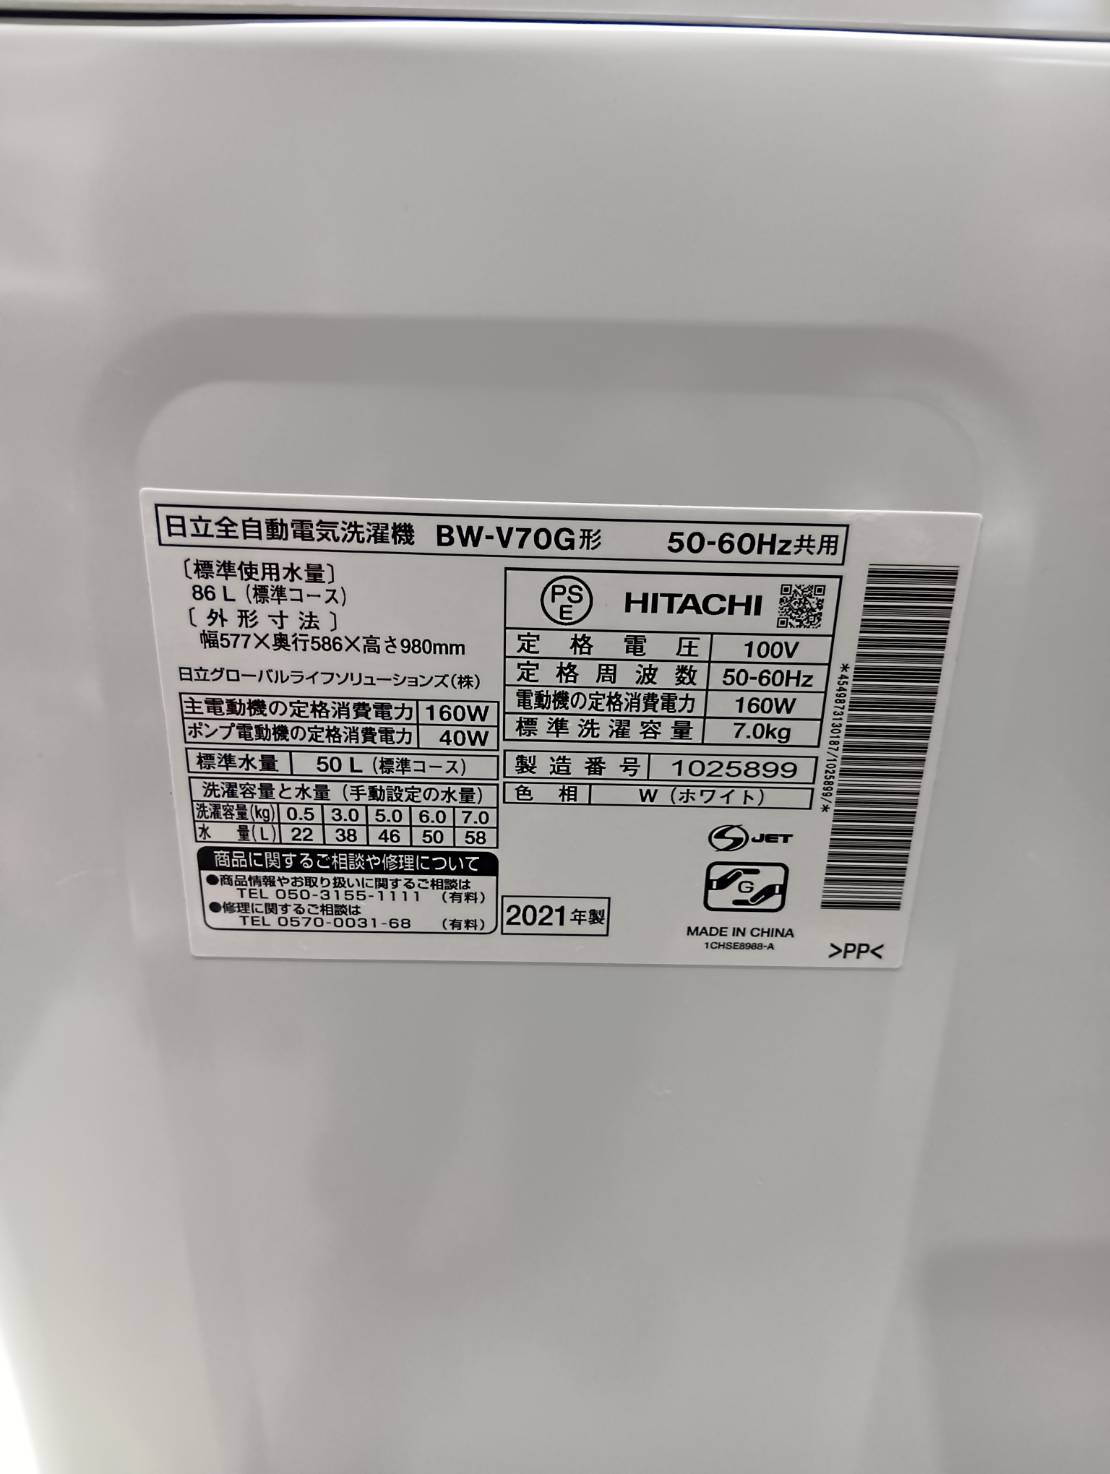 日立全自動電気洗濯機 BW-V70G形 50-60Hz共用
〔標準使用水量〕
86 L (標準コース)
〔外形寸法〕
幅577×奥行586×高さ980mm
日立グローバルライフソリューションズ(株)
主電動機の定格消費電力 160W
ポンプ電動機の定格消費電力 40W
標準水量 50 L (標準コース)
洗濯容量と水量 (手動設定の水量)
洗濯容量(kg) 0.5 3.0 5.0 6.0 7.0
水量(L) 22 38 46 50 58
商品に関するご相談や修理について
●商品情報やお取り扱いに関するご相談は
TEL 050-3155-1111 (有料)
●修理に関するご相談は
TEL 0570-0031-68 (有料)
PS
E
HITACHI
定格電圧 100V
定格周波数 50-60Hz
電動機の定格消費電力 160W
標準洗濯容量 7.0kg
製造番号 1025899
色相 W (ホワイト)
2021年製
S JET
G
MADE IN CHINA
1CHSE8988-A
>PP<
*4549873130187/1025899/*